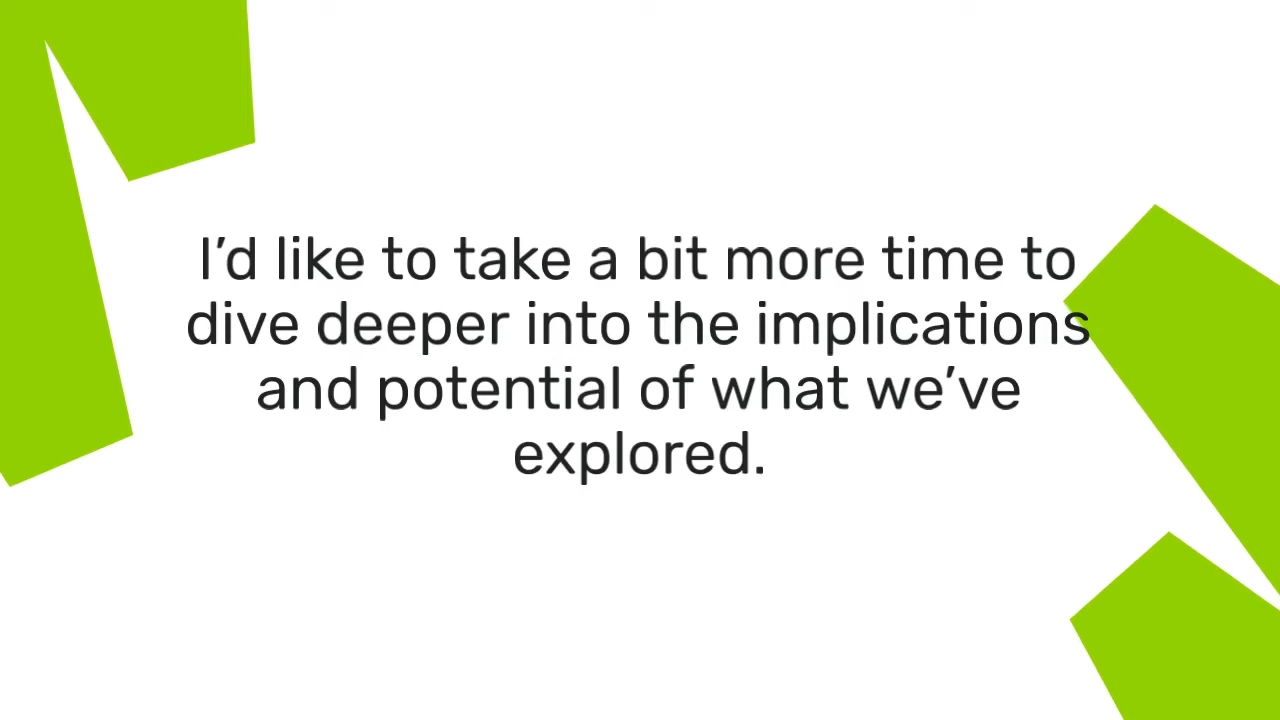 I’d like to take a bit more time to
dive deeper into the implications
and potential of what we’ve
explored.